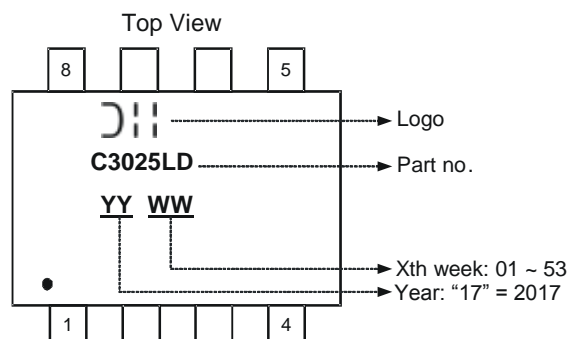 Top View
8 5
Logo
C3025LD Part no.
YY WW
Xth week: 01 ~ 53
Year: "17" = 2017
1 4